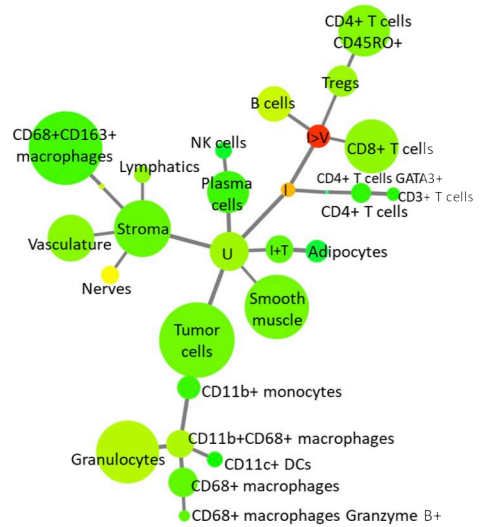 CD4+ T cells
CD45RO+
Tregs
B cells
I>V
CD8+ T cells
NK cells
CD68+CD163+
macrophages
Lymphatics
Plasma
cells
I
CD4+ T cells GATA3+
CD3+ T cells
CD4+ T cells
Stroma
Vasculature
U
I+T
Adipocytes
Nerves
Smooth
muscle
Tumor
cells
CD11b+ monocytes
CD11b+CD68+ macrophages
Granulocytes
CD11c+ DCs
CD68+ macrophages
CD68+ macrophages Granzyme B+